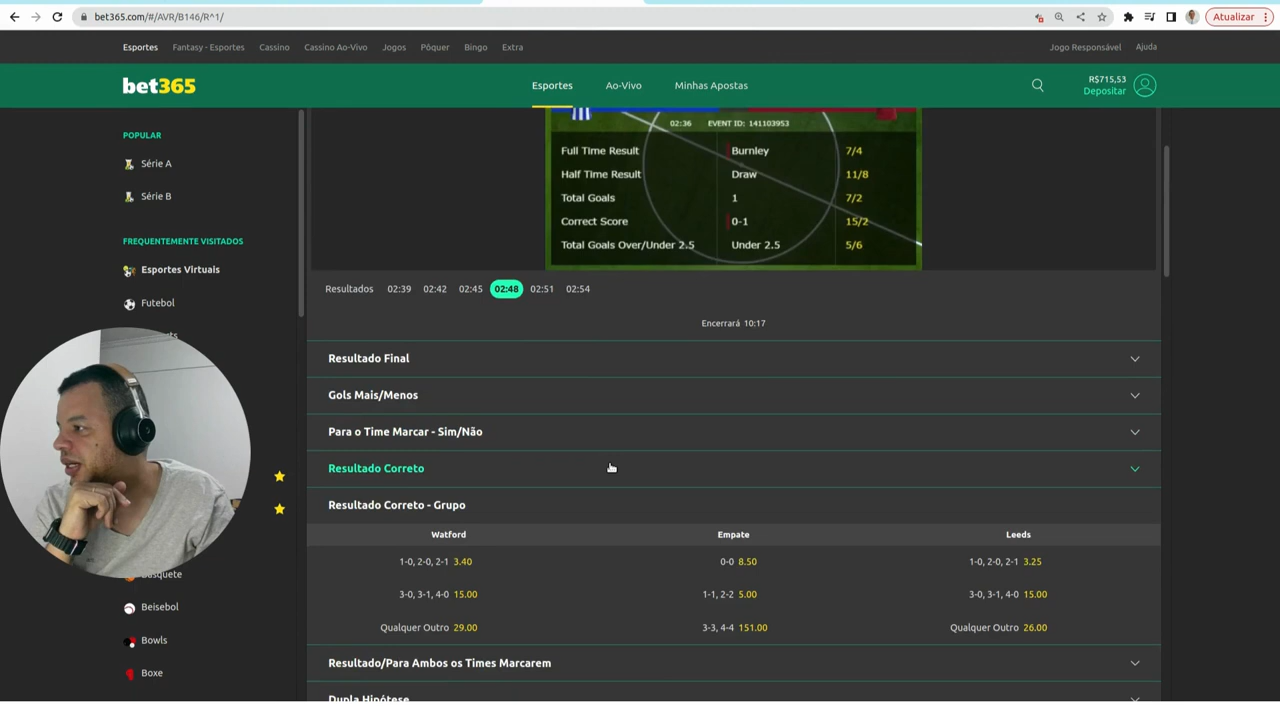 bet365.com/#/AVR/B146/R^1/
Atualizar
Esportes Fantasy - Esportes Cassino Cassino Ao-Vivo Jogos Pôquer Bingo Extra Jogo Responsável Ajuda
bet365 Esportes Ao-Vivo Minhas Apostas R$715,53
Depositar
POPULAR
Série A
Série B
FREQUENTEMENTE VISITADOS
Esportes Virtuais
Futebol
Beisebol
Bowls
Boxe
02:36 EVENT ID: 141103953
Full Time Result Burnley 7/4
Half Time Result Draw 11/8
Total Goals 1 7/2
Correct Score 0-1 15/2
Total Goals Over/Under 2.5 Under 2.5 5/6
Resultados 02:39 02:42 02:45 02:48 02:51 02:54
Encerrará 10:17
Resultado Final
Gols Mais/Menos
Para o Time Marcar - Sim/Não
Resultado Correto
Resultado Correto - Grupo
Watford Empate Leeds
1-0, 2-0, 2-1 3.40 0-0 8.50 1-0, 2-0, 2-1 3.25
3-0, 3-1, 4-0 15.00 1-1, 2-2 5.00 3-0, 3-1, 4-0 15.00
Qualquer Outro 29.00 3-3, 4-4 151.00 Qualquer Outro 26.00
Resultado/Para Ambos os Times Marcarem
Dupla Hipótese